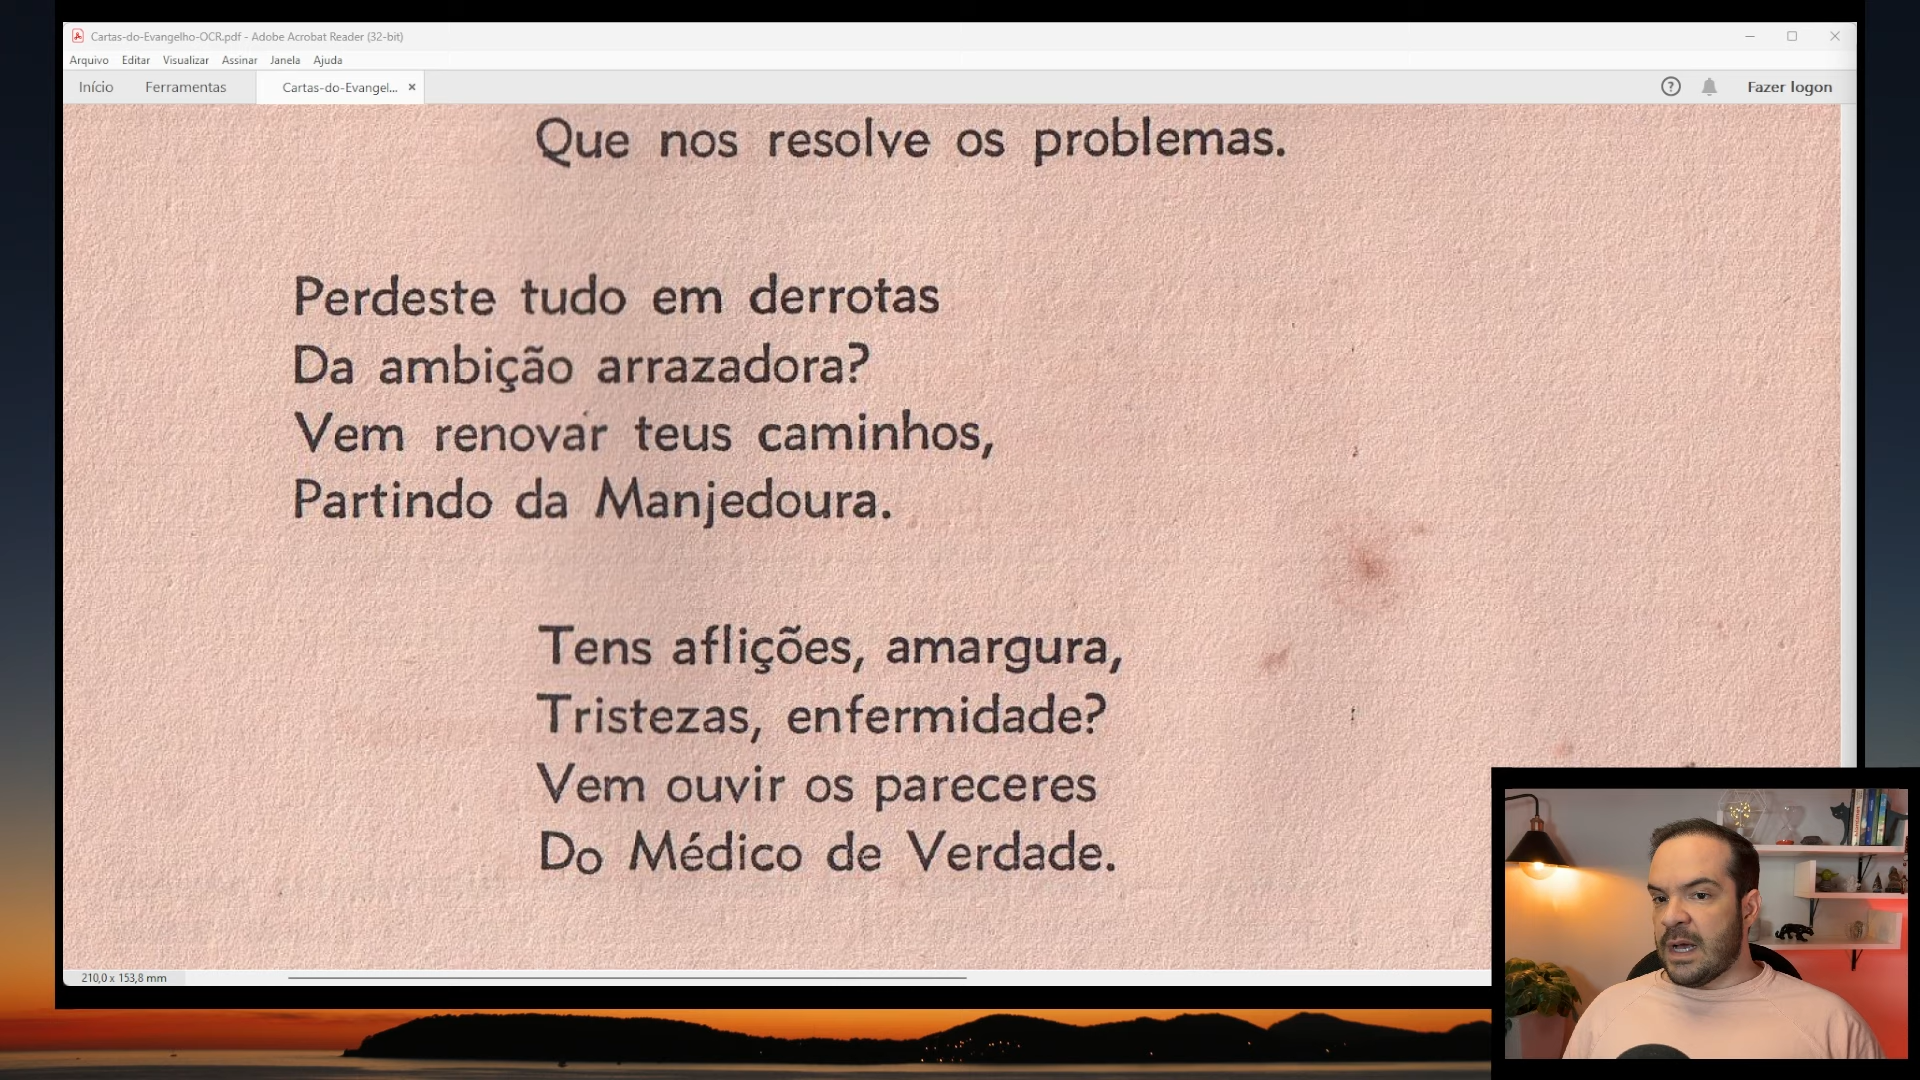 Cartas-do-Evangelho-OCR.pdf - Adobe Acrobat Reader (32-bit)
Arquivo Editar Visualizar Assinar Janela Ajuda
Início Ferramentas Cartas-do-Evangel... × Fazer logon
Que nos resolve os problemas.
Perdeste tudo em derrotas
Da ambição arrazadora?
Vem renovar teus caminhos,
Partindo da Manjedoura.
Tens aflições, amargura,
Tristezas, enfermidade?
Vem ouvir os pareceres
Do Médico de Verdade.
210,0 x 153,8 mm